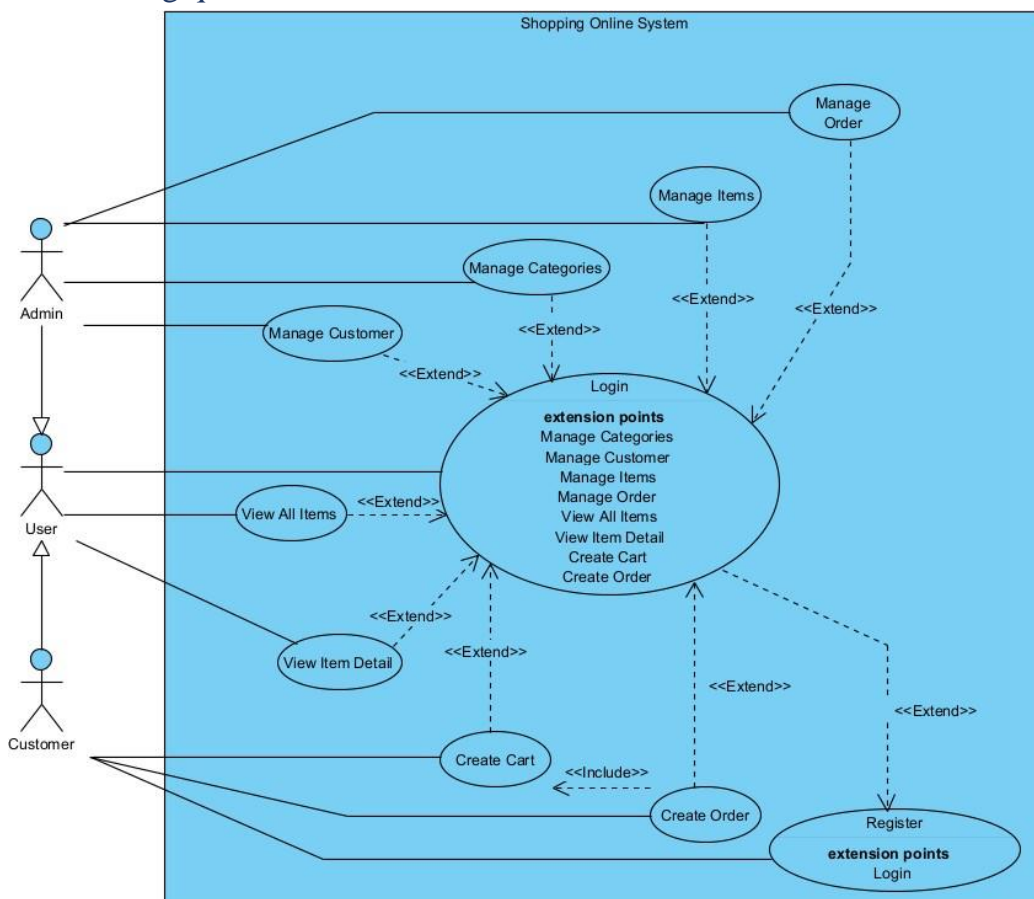 Shopping Online System
Manage
Order
Manage Items
Manage Categories
Admin
<<Extend>>
<<Extend>>
<<Extend>>
Manage Customer
<<Extend>>
Login
extension points
Manage Categories
Manage Customer
Manage Items
Manage Order
View All Items
View Item Detail
Create Cart
Create Order
<<Extend>>
View All Items
User
<<Extend>>
View Item Detail
<<Extend>>
<<Extend>>
<<Extend>>
Customer
Create Cart
<<Include>>
Create Order
Register
extension points
Login